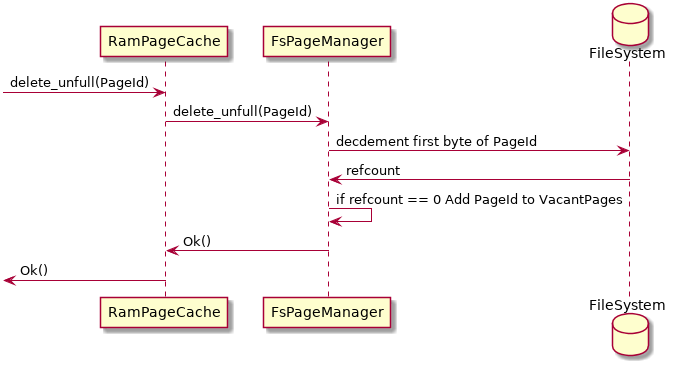 FileSystem
RamPageCache
FsPageManager
delete_unfull(PageId)
delete_unfull(PageId)
decdement first byte of PageId
refcount
if refcount == 0 Add PageId to VacantPages
Ok()
Ok()
RamPageCache
FsPageManager
FileSystem